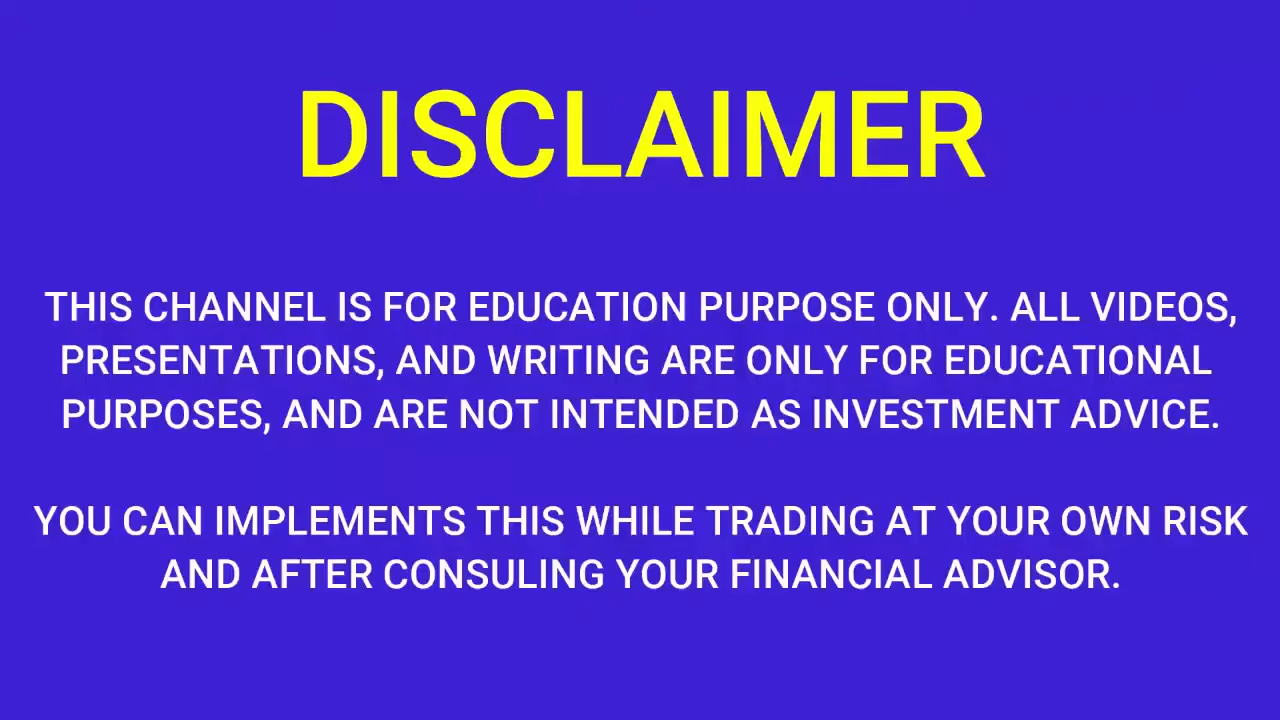 DISCLAIMER
THIS CHANNEL IS FOR EDUCATION PURPOSE ONLY. ALL VIDEOS,
PRESENTATIONS, AND WRITING ARE ONLY FOR EDUCATIONAL
PURPOSES, AND ARE NOT INTENDED AS INVESTMENT ADVICE.
YOU CAN IMPLEMENTS THIS WHILE TRADING AT YOUR OWN RISK
AND AFTER CONSULING YOUR FINANCIAL ADVISOR.